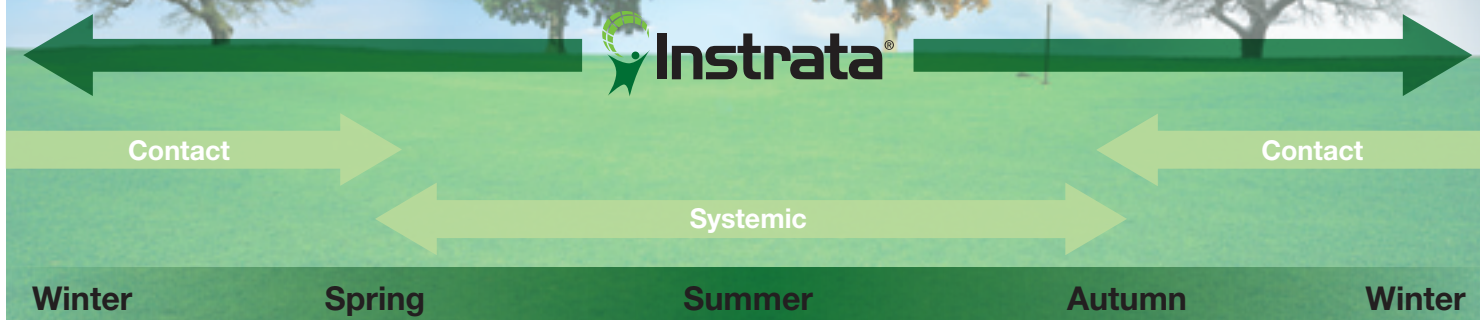 Instrata®
Contact Contact
Systemic
Winter Spring Summer Autumn Winter